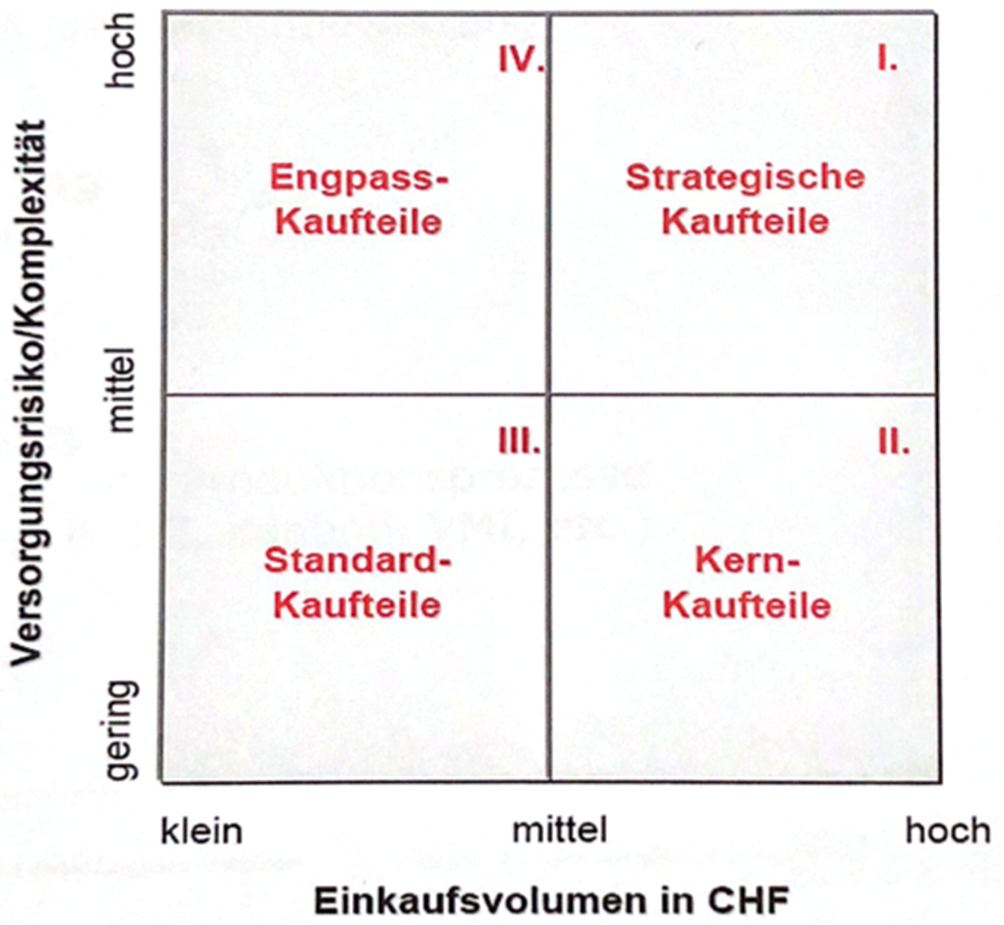 hoch
IV.
I.
Engpass-
Kaufteile
Strategische
Kaufteile
Versorgungsrisiko/Komplexität
mittel
III.
II.
Standard-
Kaufteile
Kern-
Kaufteile
gering
klein
mittel
hoch
Einkaufsvolumen in CHF